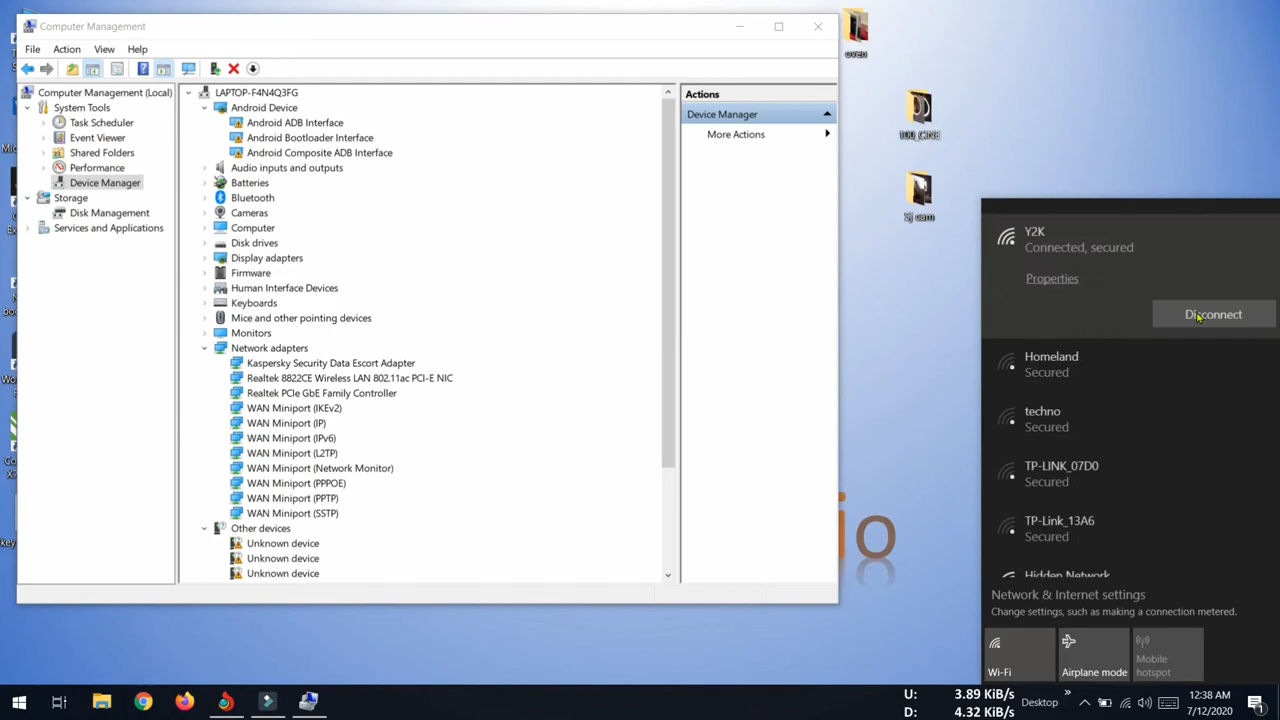 Computer Management
File Action View Help
Computer Management (Local)
System Tools
Task Scheduler
Event Viewer
Shared Folders
Performance
Device Manager
Storage
Disk Management
Services and Applications
LAPTOP-F4N4Q3FG
Android Device
Android ADB Interface
Android Bootloader Interface
Android Composite ADB Interface
Audio inputs and outputs
Batteries
Bluetooth
Cameras
Computer
Disk drives
Display adapters
Firmware
Human Interface Devices
Keyboards
Mice and other pointing devices
Monitors
Network adapters
Kaspersky Security Data Escort Adapter
Realtek 8822CE Wireless LAN 802.11ac PCI-E NIC
Realtek PCIe GbE Family Controller
WAN Miniport (IKEv2)
WAN Miniport (IP)
WAN Miniport (IPv6)
WAN Miniport (L2TP)
WAN Miniport (Network Monitor)
WAN Miniport (PPPOE)
WAN Miniport (PPTP)
WAN Miniport (SSTP)
Other devices
Unknown device
Unknown device
Unknown device
Actions
Device Manager
More Actions
oven
100_CINE
Sj cam
io
Y2K
Connected, secured
Properties
Disconnect
Homeland
Secured
techno
Secured
TP-LINK_07D0
Secured
TP-Link_13A6
Secured
Hidden Network
Network & Internet settings
Change settings, such as making a connection metered.
Wi-Fi
Airplane mode
Mobile
hotspot
U: 3.89 KiB/s
D: 4.32 KiB/s
Desktop
12:38 AM
7/12/2020
1